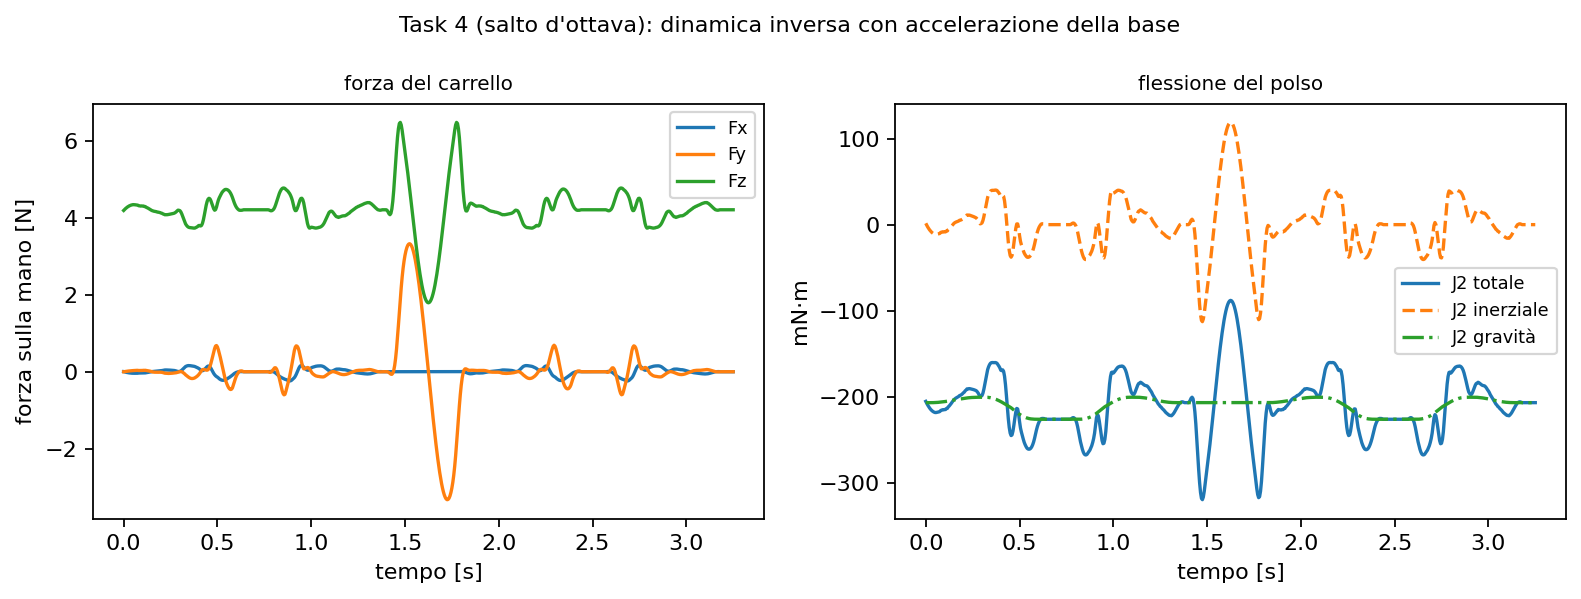 Task 4 (salto d'ottava): dinamica inversa con accelerazione della base
forza del carrello
forza sulla mano [N]
6
4
2
0
−2
Fx
Fy
Fz
0.0 0.5 1.0 1.5 2.0 2.5 3.0
tempo [s]
flessione del polso
mN·m
100
0
−100
−200
−300
J2 totale
J2 inerziale
J2 gravità
0.0 0.5 1.0 1.5 2.0 2.5 3.0
tempo [s]